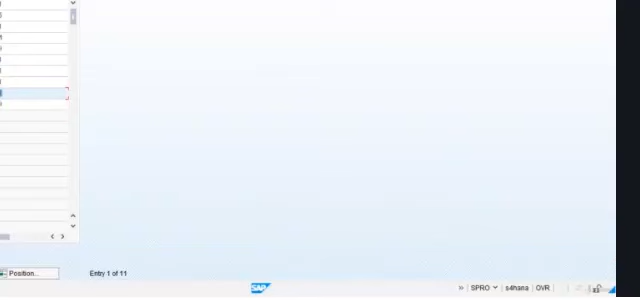 Position... Entry 1 of 11
SAP SPRO s4hana OVR